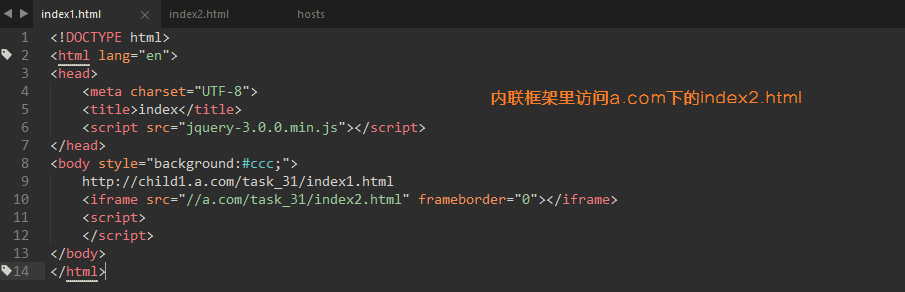 index1.html × index2.html hosts
1 <!DOCTYPE html>
2 <html lang="en">
3 <head>
4     <meta charset="UTF-8">
5     <title>index</title>
6     <script src="jquery-3.0.0.min.js"></script>
7 </head>
8 <body style="background:#ccc;">
9     http://child1.a.com/task_31/index1.html
10     <iframe src="//a.com/task_31/index2.html" frameborder="0"></iframe>
11     <script>
12     </script>
13 </body>
14 </html>
内联框架里访问a.com下的index2.html